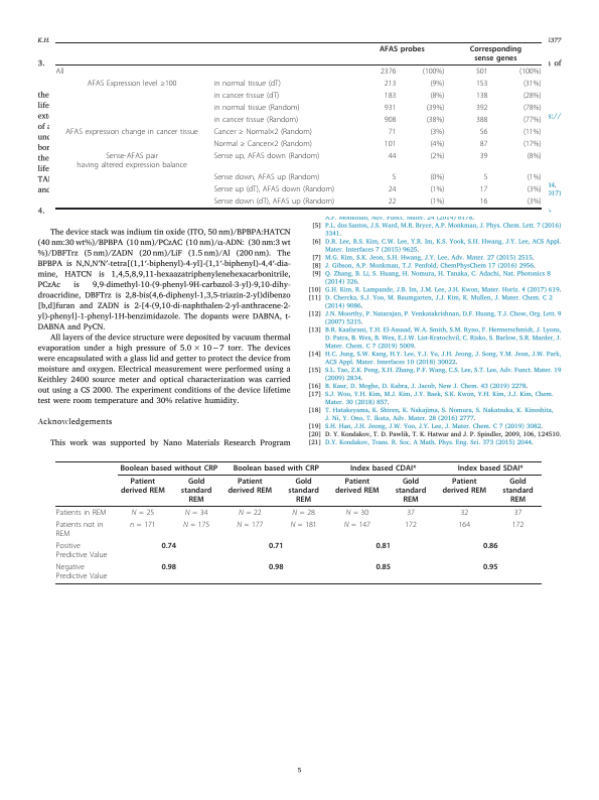 K.H.
1377
AFAS probes Corresponding sense genes
All 2376 (100%) 501 (100%)
AFAS Expression level ≥100 in normal tissue (dT) 213 (9%) 153 (31%)
in cancer tissue (dT) 183 (8%) 138 (28%)
in normal tissue (Random) 931 (39%) 392 (78%)
in cancer tissue (Random) 908 (38%) 388 (77%)
AFAS expression change in cancer tissue Cancer ≥ Normalx2 (Random) 71 (3%) 56 (11%)
Normal ≥ Cancerx2 (Random) 101 (4%) 87 (17%)
Sense-AFAS pair having altered expression balance Sense up, AFAS down (Random) 44 (2%) 39 (8%)
Sense down, AFAS up (Random) 5 (0%) 5 (1%)
Sense up (dT), AFAS down (Random) 24 (1%) 17 (3%)
Sense down (dT), AFAS up (Random) 22 (1%) 16 (3%)
3.
the
life
unc
bor
the
life
TAI
and
4.
The device stack was indium tin oxide (ITO, 50 nm)/BPBPA:HATCN
(40 nm:30 wt%)/BPBPA (10 nm)/PCzAC (10 nm)/α-ADN: (30 nm:3 wt
%)/DBFTrz (5 nm)/ZADN (20 nm)/LiF (1.5 nm)/Al (200 nm). The
BPBPA is N,N,N′N′-tetra[(1,1′-biphenyl)-4-yl]-(1,1′-biphenyl)-4,4′-dia-
mine, HATCN is 1,4,5,8,9,11-hexaazatriphenylenehexacarbonitrile,
PCzAc is 9,9-dimethyl-10-(9-phenyl-9H-carbazol-3-yl)-9,10-dihy-
droacridine, DBFTrz is 2,8-bis(4,6-diphenyl-1,3,5-triazin-2-yl)dibenzo
[b,d]furan and ZADN is 2-[4-(9,10-di-naphthalen-2-yl-anthracene-2-
yl)-phenyl]-1-phenyl-1H-benzimidazole. The dopants were DABNA, t-
DABNA and PyCN.
All layers of the device structure were deposited by vacuum thermal
evaporation under a high pressure of 5.0 × 10−7 torr. The devices
were encapsulated with a glass lid and getter to protect the device from
moisture and oxygen. Electrical measurement were performed using a
Keithley 2400 source meter and optical characterization was carried
out using a CS 2000. The experiment conditions of the device lifetime
test were room temperature and 30% relative humidity.
Acknowledgements
This work was supported by Nano Materials Research Program
[5] P.L. dos Santos, J.S. Ward, M.R. Bryce, A.P. Monkman, J. Phys. Chem. Lett. 7 (2016)
3341.
[6] D.R. Lee, B.S. Kim, C.W. Lee, Y.R. Im, K.S. Yook, S.H. Hwang, J.Y. Lee, ACS Appl.
Mater. Interfaces 7 (2015) 9625.
[7] M.G. Kim, S.K. Jeon, S.H. Hwang, J.Y. Lee, Adv. Mater. 27 (2015) 2515.
[8] J. Gibson, A.P. Monkman, T.J. Penfold, ChemPhysChem 17 (2016) 2956.
[9] Q. Zhang, B. Li, S. Huang, H. Nomura, H. Tanaka, C. Adachi, Nat. Photonics 8
(2014) 326.
[10] G.H. Kim, R. Lampande, J.B. Im, J.M. Lee, J.H. Kwon, Mater. Horiz. 4 (2017) 619.
[11] D. Chercka, S.J. Yoo, M. Baumgarten, J.J. Kim, K. Mullen, J. Mater. Chem. C 2
(2014) 9086.
[12] J.N. Moorthy, P. Natarajan, P. Venkatakrishnan, D.F. Huang, T.J. Chow, Org. Lett. 9
(2007) 5215.
[13] B.R. Kaafarani, T.H. El-Assaad, W.A. Smith, S.M. Ryno, F. Hermerschmidt, J. Lyons,
D. Patra, B. Wex, B. Wex, E.J.W. List-Kratochvil, C. Risko, S. Barlow, S.R. Marder, J.
Mater. Chem. C 7 (2019) 5009.
[14] H.C. Jung, S.W. Kang, H.Y. Lee, Y.J. Yu, J.H. Jeong, J. Song, Y.M. Jeon, J.W. Park,
ACS Appl. Mater. Interfaces 10 (2018) 30022.
[15] S.L. Tao, Z.K. Peng, X.H. Zhang, P.F. Wang, C.S. Lee, S.T. Lee, Adv. Funct. Mater. 19
(2009) 2834.
[16] B. Kaur, D. Moghe, D. Kabra, J. Jacob, New J. Chem. 43 (2019) 2278.
[17] S.J. Woo, Y.H. Kim, M.J. Kim, J.Y. Baek, S.K. Kwon, Y.H. Kim, J.J. Kim, Chem.
Mater. 30 (2018) 857.
[18] T. Hatakeyama, K. Shiren, K. Nakajima, S. Nomura, S. Nakatsuka, K. Kinoshita,
J. Ni, Y. Ono, T. Ikuta, Adv. Mater. 28 (2016) 2777.
[19] S.H. Han, J.H. Jeong, J.W. Yoo, J.Y. Lee, J. Mater. Chem. C 7 (2019) 3082.
[20] D. Y. Kondakov, T. D. Pawlik, T. K. Hatwar and J. P. Spindler, 2009, 106, 124510.
[21] D.Y. Kondakov, Trans. R. Soc. A Math. Phys. Eng. Sci. 373 (2015) 2044.
Boolean based without CRP Boolean based with CRP Index based CDAI* Index based SDAI*
Patient derived REM Gold standard REM Patient derived REM Gold standard REM Patient derived REM Gold standard REM Patient derived REM Gold standard REM
Patients in REM N = 25 N = 34 N = 22 N = 28 N = 30 37 32 37
Patients not in REM n = 171 N = 175 N = 177 N = 181 N = 147 172 164 172
Positive Predictive Value 0.74 0.71 0.81 0.86
Negative Predictive Value 0.98 0.98 0.85 0.95
5